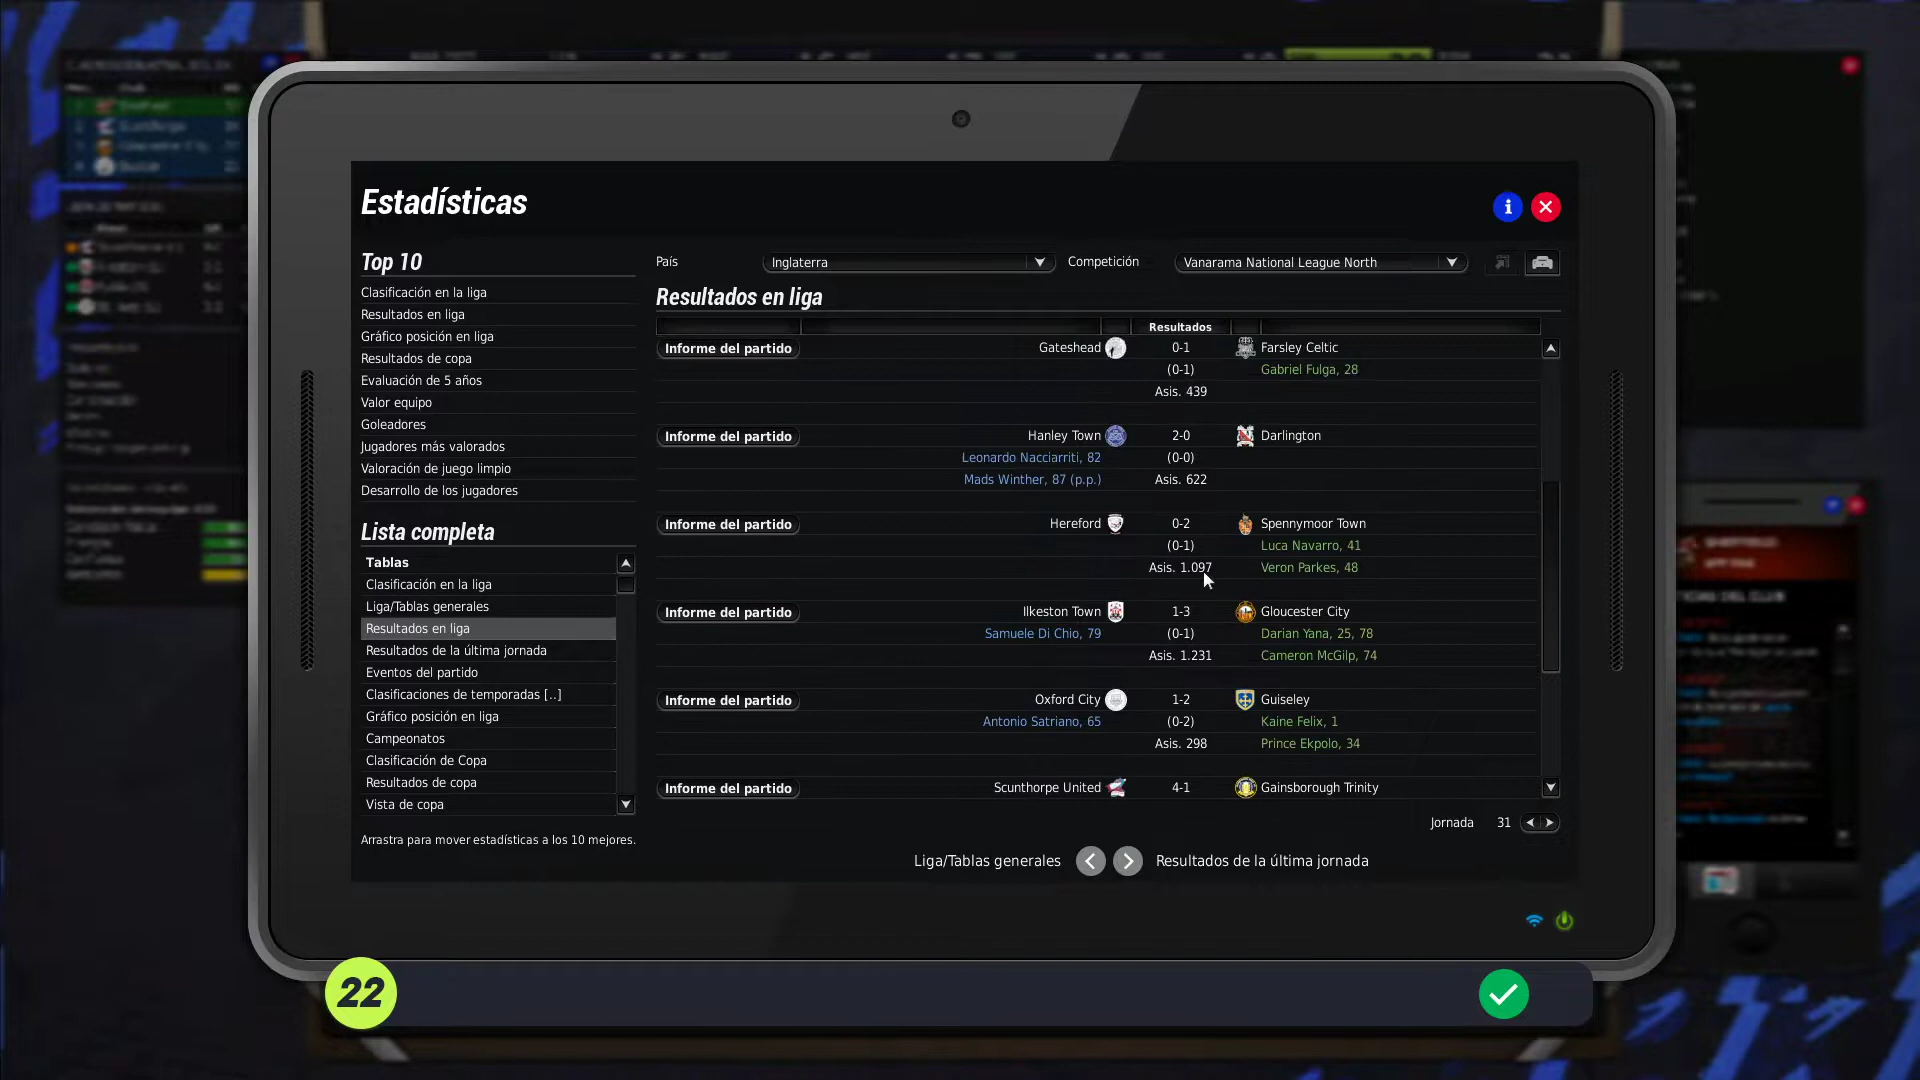 Estadísticas
Top 10
Clasificación en la liga
Resultados en liga
Gráfico posición en liga
Resultados de copa
Evaluación de 5 años
Valor equipo
Goleadores
Jugadores más valorados
Valoración de juego limpio
Desarrollo de los jugadores
Lista completa
Tablas
Clasificación en la liga
Liga/Tablas generales
Resultados en liga
Resultados de la última jornada
Eventos del partido
Clasificaciones de temporadas [..]
Gráfico posición en liga
Campeonatos
Clasificación de Copa
Resultados de copa
Vista de copa
Arrastra para mover estadísticas a los 10 mejores.
País Inglaterra Competición Vanarama National League North
Resultados en liga
Resultados
Informe del partido Gateshead 0-1 Farsley Celtic
(0-1) Gabriel Fulga, 28
Asis. 439
Informe del partido Hanley Town 2-0 Darlington
Leonardo Nacciarriti, 82 (0-0)
Mads Winther, 87 (p.p.) Asis. 622
Informe del partido Hereford 0-2 Spennymoor Town
(0-1) Luca Navarro, 41
Asis. 1.097 Veron Parkes, 48
Informe del partido Ilkeston Town 1-3 Gloucester City
Samuele Di Chio, 79 (0-1) Darian Yana, 25, 78
Asis. 1.231 Cameron McGilp, 74
Informe del partido Oxford City 1-2 Guiseley
Antonio Satriano, 65 (0-2) Kaine Felix, 1
Asis. 298 Prince Ekpolo, 34
Informe del partido Scunthorpe United 4-1 Gainsborough Trinity
Jornada 31
Liga/Tablas generales Resultados de la última jornada
22